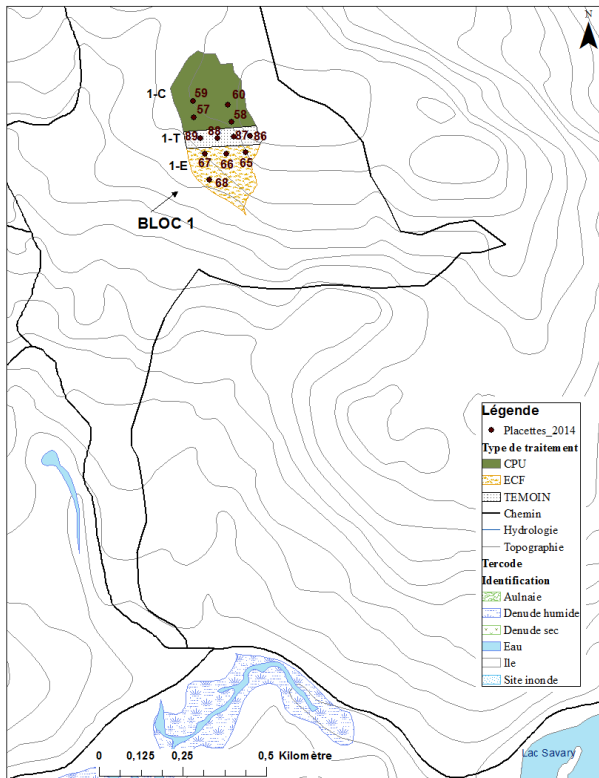 N
1-C
59
60
57
58
1-T
89
88
87
86
1-E
67
66
65
68
BLOC 1
Légende
Placettes_2014
Type de traitement
CPU
ECF
TEMOIN
Chemin
Hydrologie
Topographie
Tercode
Identification
Aulnaie
Denude humide
Denude sec
Eau
Ile
Site inonde
Lac Savary
0 0,125 0,25 0,5 Kilomètre